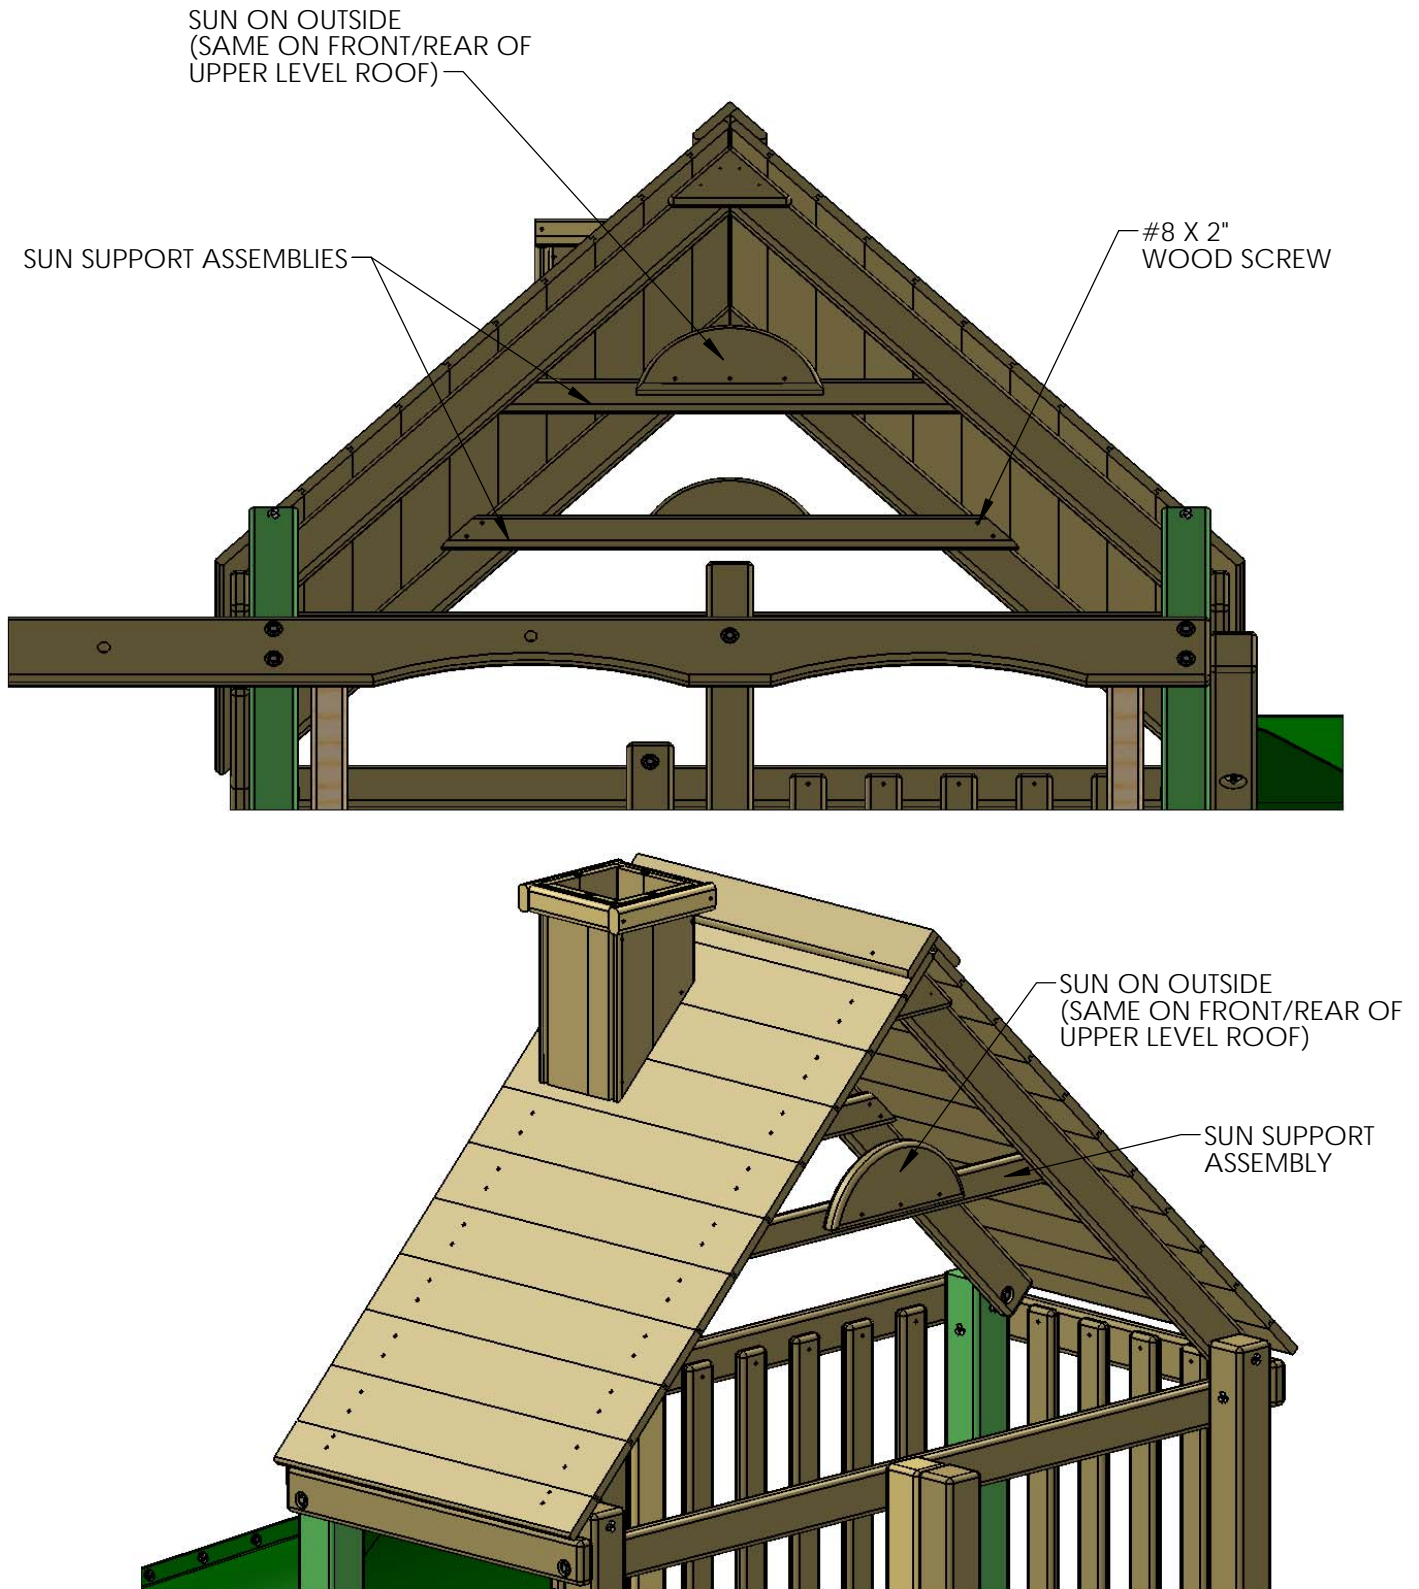 SUN ON OUTSIDE
(SAME ON FRONT/REAR OF
UPPER LEVEL ROOF)
SUN SUPPORT ASSEMBLIES
#8 X 2"
WOOD SCREW
SUN ON OUTSIDE
(SAME ON FRONT/REAR OF
UPPER LEVEL ROOF)
SUN SUPPORT
ASSEMBLY